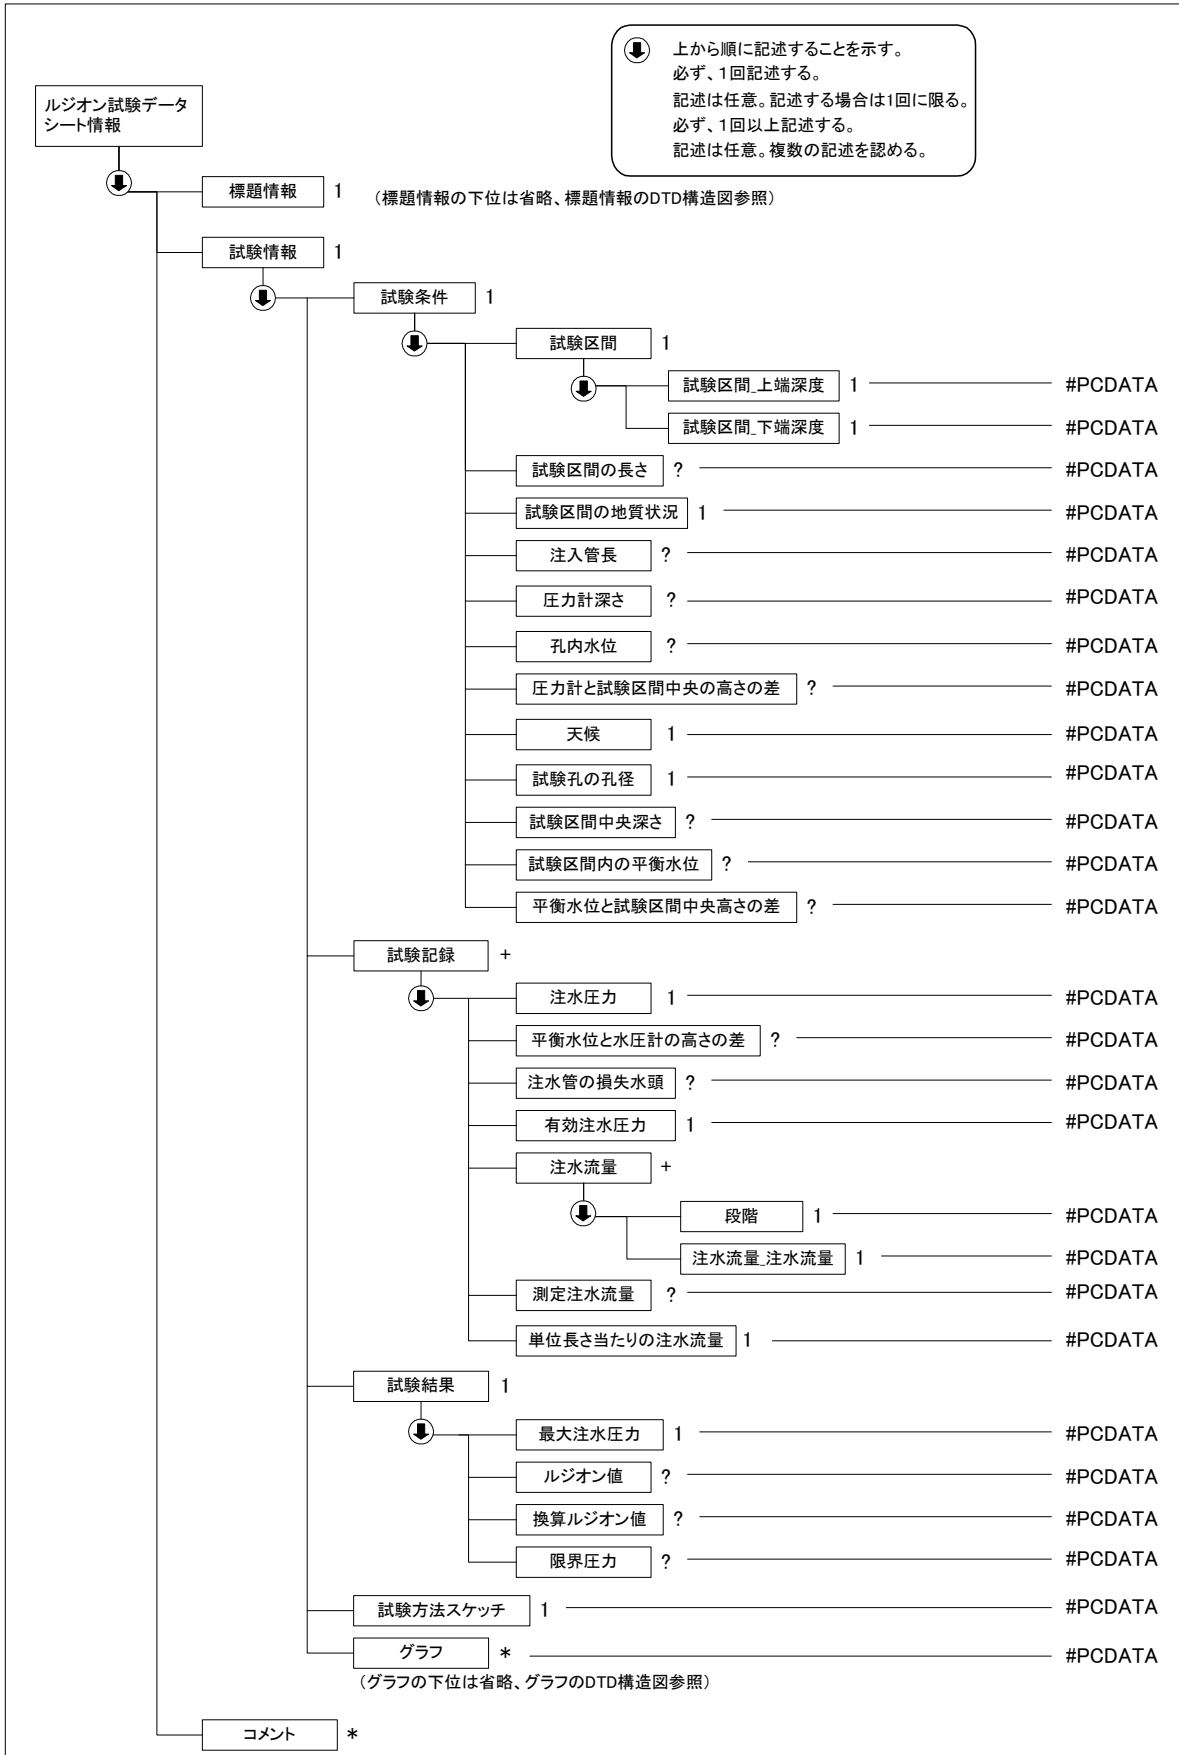 上から順に記述することを示す。
必ず、1回記述する。
記述は任意。記述する場合は1回に限る。
必ず、1回以上記述する。
記述は任意。複数の記述を認める。
ルジオン試験データ
シート情報
標題情報 1 (標題情報の下位は省略、標題情報のDTD構造図参照)
試験情報 1
試験条件 1
試験区間 1
試験区間_上端深度 1 #PCDATA
試験区間_下端深度 1 #PCDATA
試験区間の長さ ? #PCDATA
試験区間の地質状況 1 #PCDATA
注入管長 ? #PCDATA
圧力計深さ ? #PCDATA
孔内水位 ? #PCDATA
圧力計と試験区間中央の高さの差 ? #PCDATA
天候 1 #PCDATA
試験孔の孔径 1 #PCDATA
試験区間中央深さ ? #PCDATA
試験区間内の平衡水位 ? #PCDATA
平衡水位と試験区間中央高さの差 ? #PCDATA
試験記録 +
注水圧力 1 #PCDATA
平衡水位と水圧計の高さの差 ? #PCDATA
注水管の損失水頭 ? #PCDATA
有効注水圧力 1 #PCDATA
注水流量 +
段階 1 #PCDATA
注水流量_注水流量 1 #PCDATA
測定注水流量 ? #PCDATA
単位長さ当たりの注水流量 1 #PCDATA
試験結果 1
最大注水圧力 1 #PCDATA
ルジオン値 ? #PCDATA
換算ルジオン値 ? #PCDATA
限界圧力 ? #PCDATA
試験方法スケッチ 1 #PCDATA
グラフ * #PCDATA
(グラフの下位は省略、グラフのDTD構造図参照)
コメント *